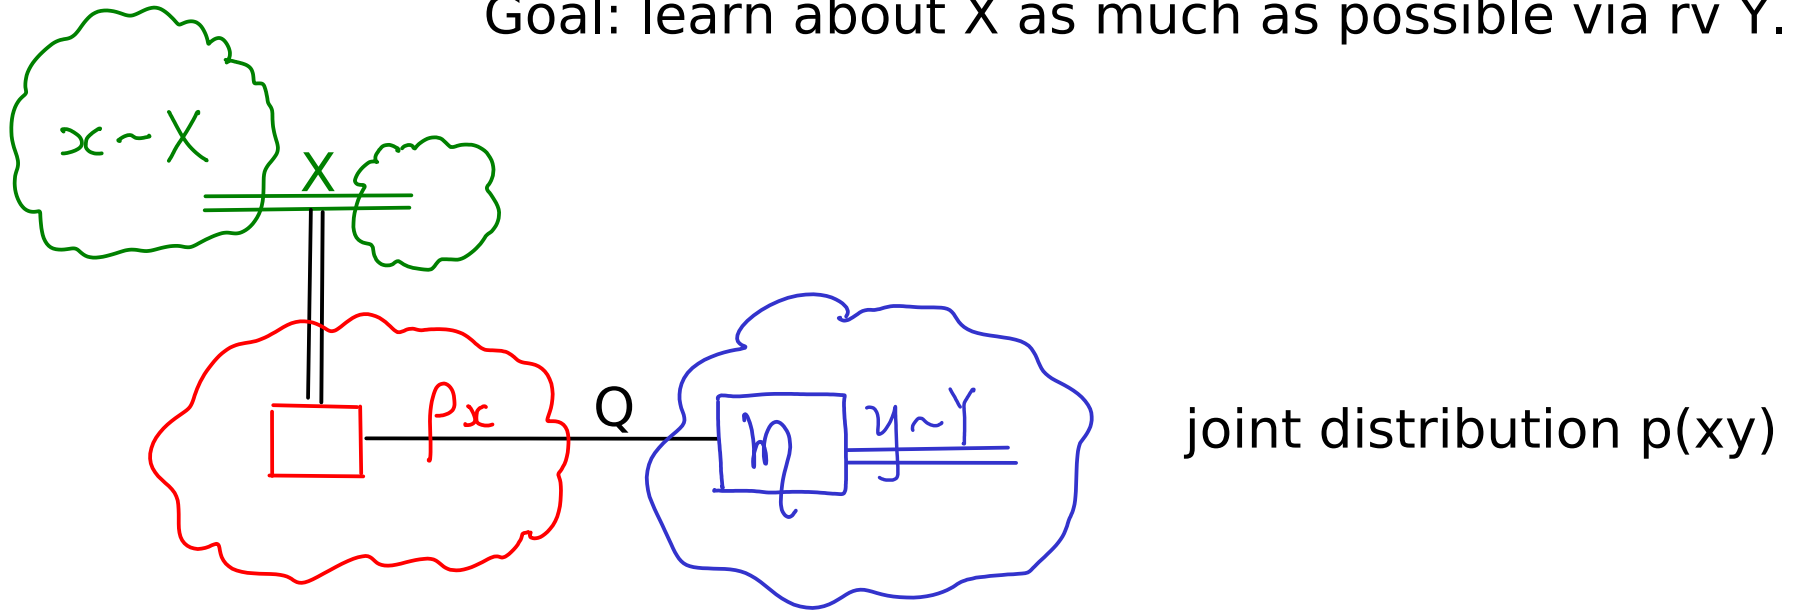 Goal: learn about X as much as possible via rv Y.
x ~ X
X
ρx
Q
η
y ~ Y
joint distribution p(xy)